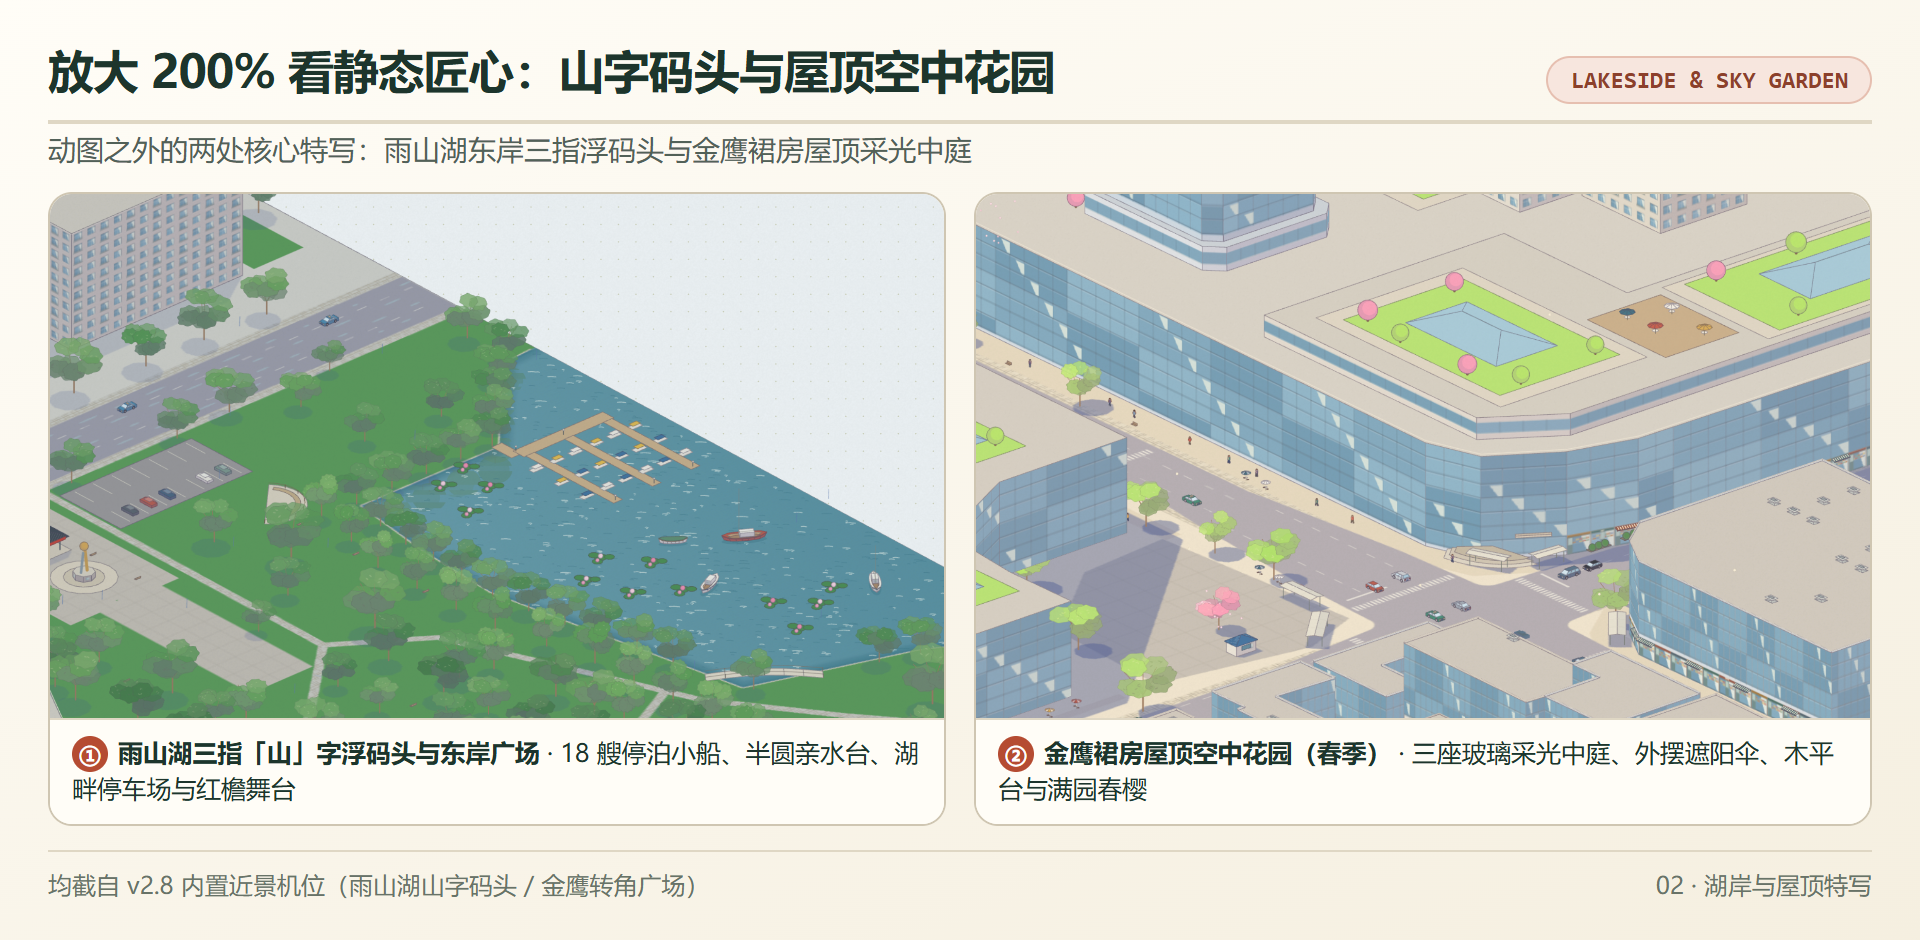 放大 200% 看静态匠心：山字码头与屋顶空中花园
LAKESIDE & SKY GARDEN
动图之外的两处核心特写：雨山湖东岸三指浮码头与金鹰裙房屋顶采光中庭
① 雨山湖三指「山」字浮码头与东岸广场 · 18 艘停泊小船、半圆亲水台、湖
畔停车场与红檐舞台
② 金鹰裙房屋顶空中花园（春季） · 三座玻璃采光中庭、外摆遮阳伞、木平
台与满园春樱
均截自 v2.8 内置近景机位（雨山湖山字码头 / 金鹰转角广场）
02 · 湖岸与屋顶特写